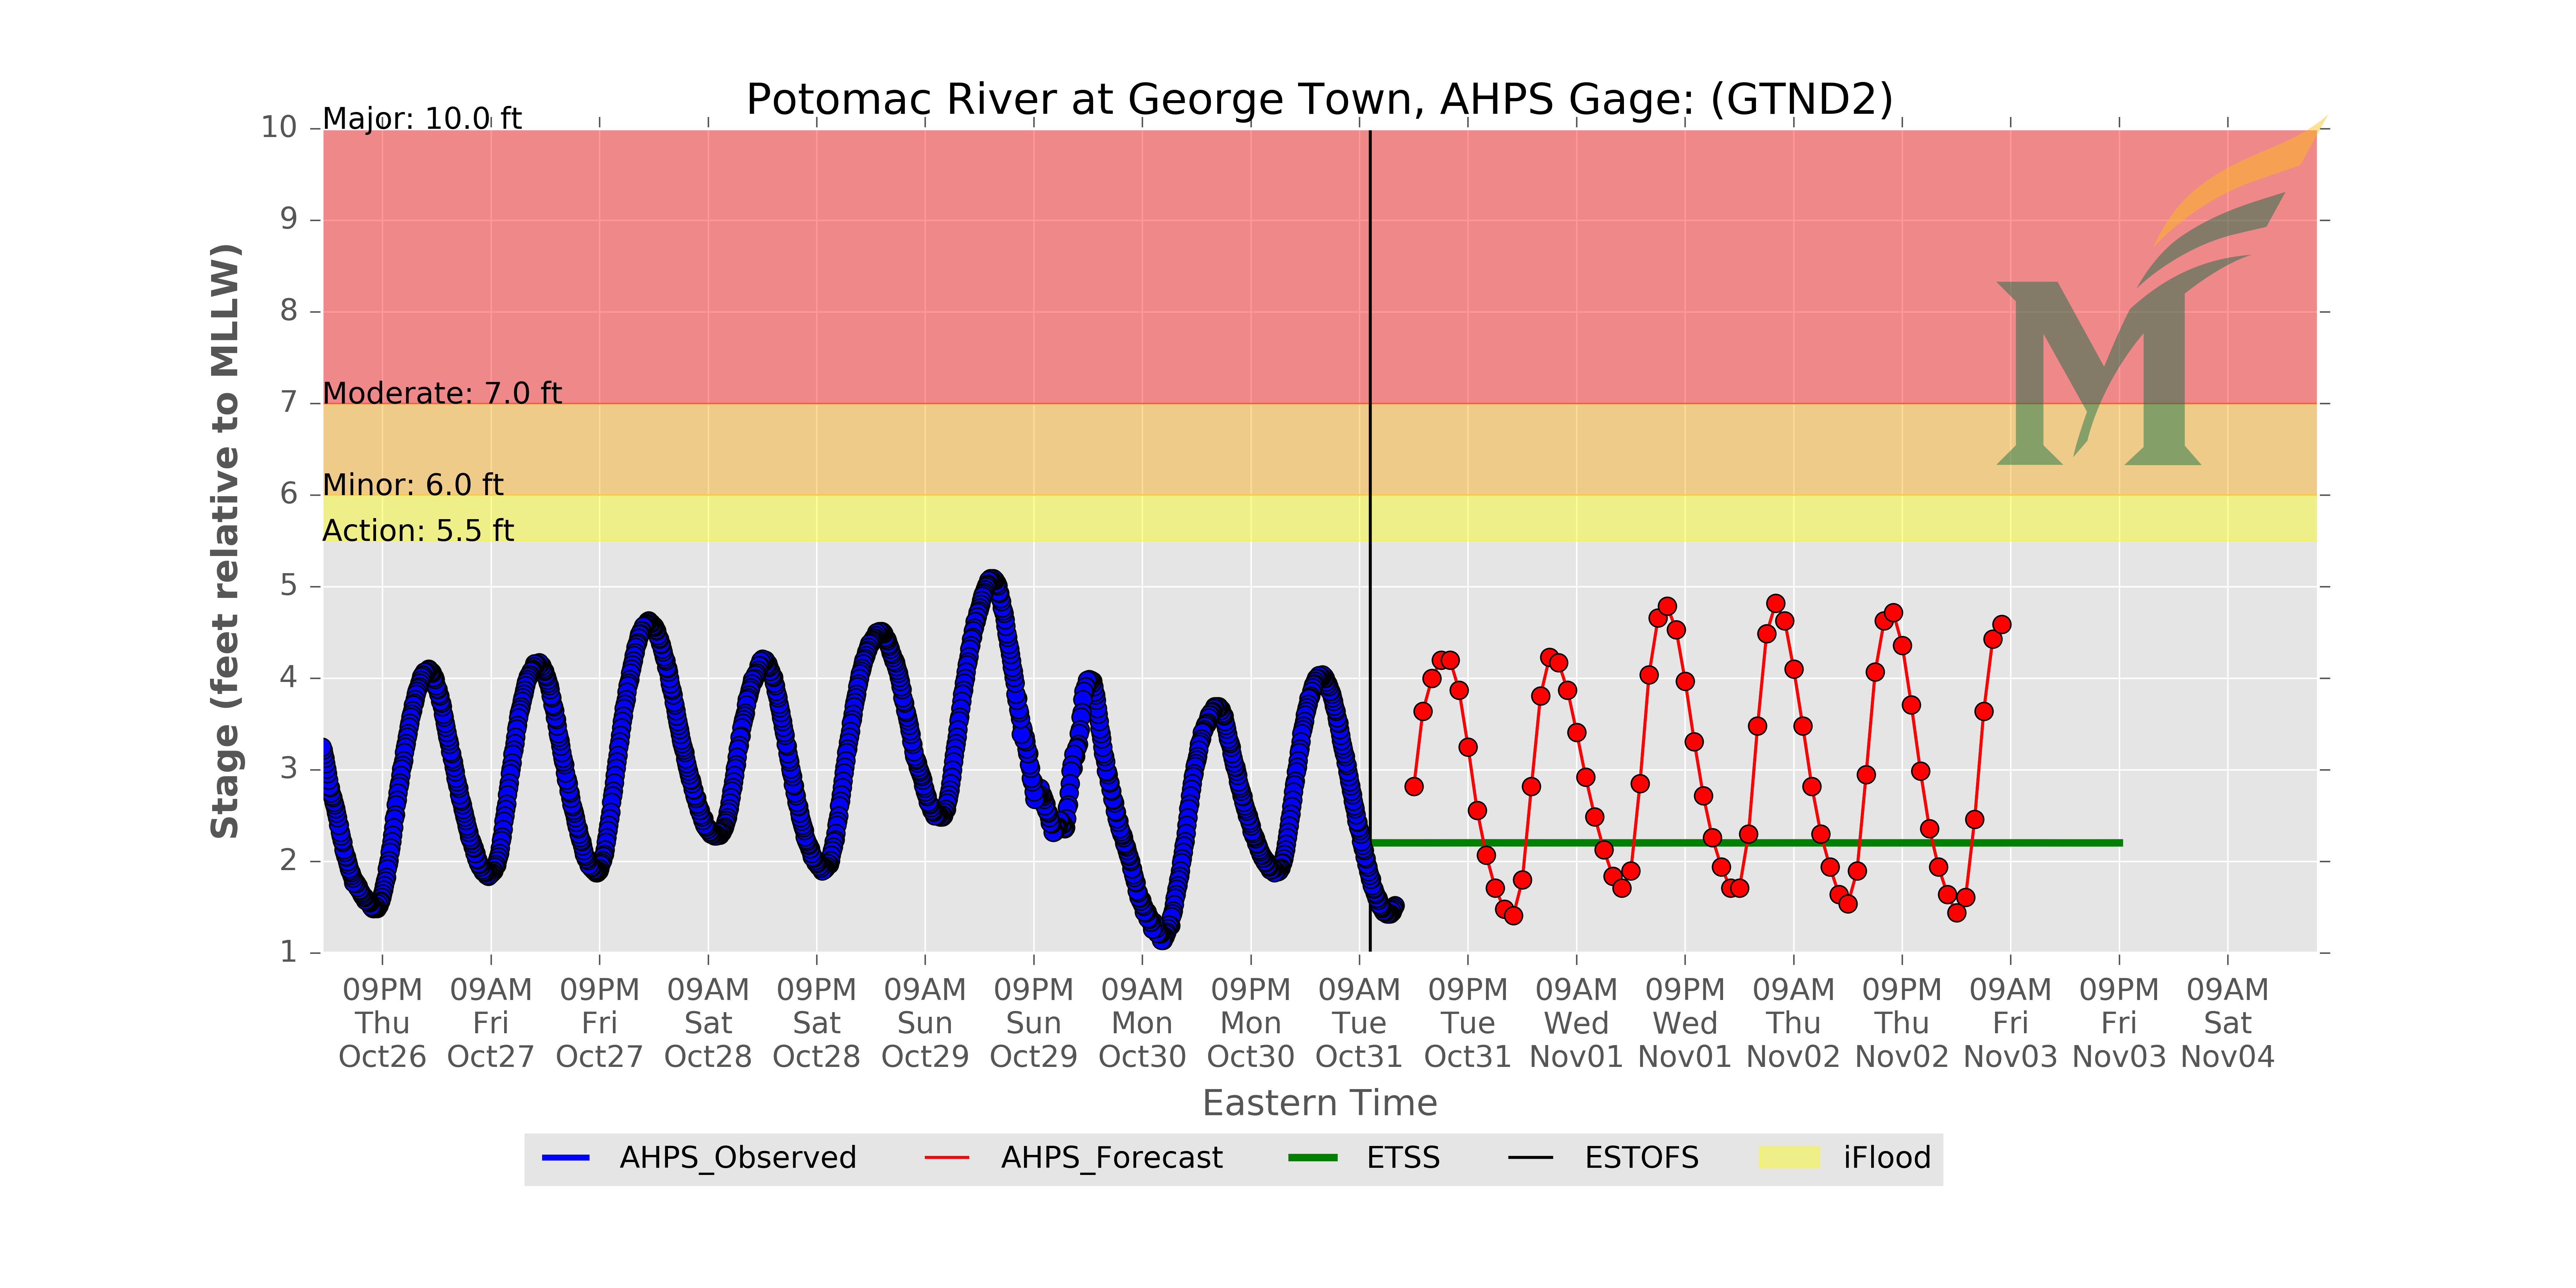 Potomac River at George Town, AHPS Gage: (GTND2)
Major: 10.0 ft
Moderate: 7.0 ft
Minor: 6.0 ft
Action: 5.5 ft
10
9
8
7
6
5
4
3
2
1
Stage (feet relative to MLLW)
09PM Thu Oct26
09AM Fri Oct27
09PM Fri Oct27
09AM Sat Oct28
09PM Sat Oct28
09AM Sun Oct29
09PM Sun Oct29
09AM Mon Oct30
09PM Mon Oct30
09AM Tue Oct31
09PM Tue Oct31
09AM Wed Nov01
09PM Wed Nov01
09AM Thu Nov02
09PM Thu Nov02
09AM Fri Nov03
09PM Fri Nov03
09AM Sat Nov04
Eastern Time
AHPS_Observed
AHPS_Forecast
ETSS
ESTOFS
iFlood
M